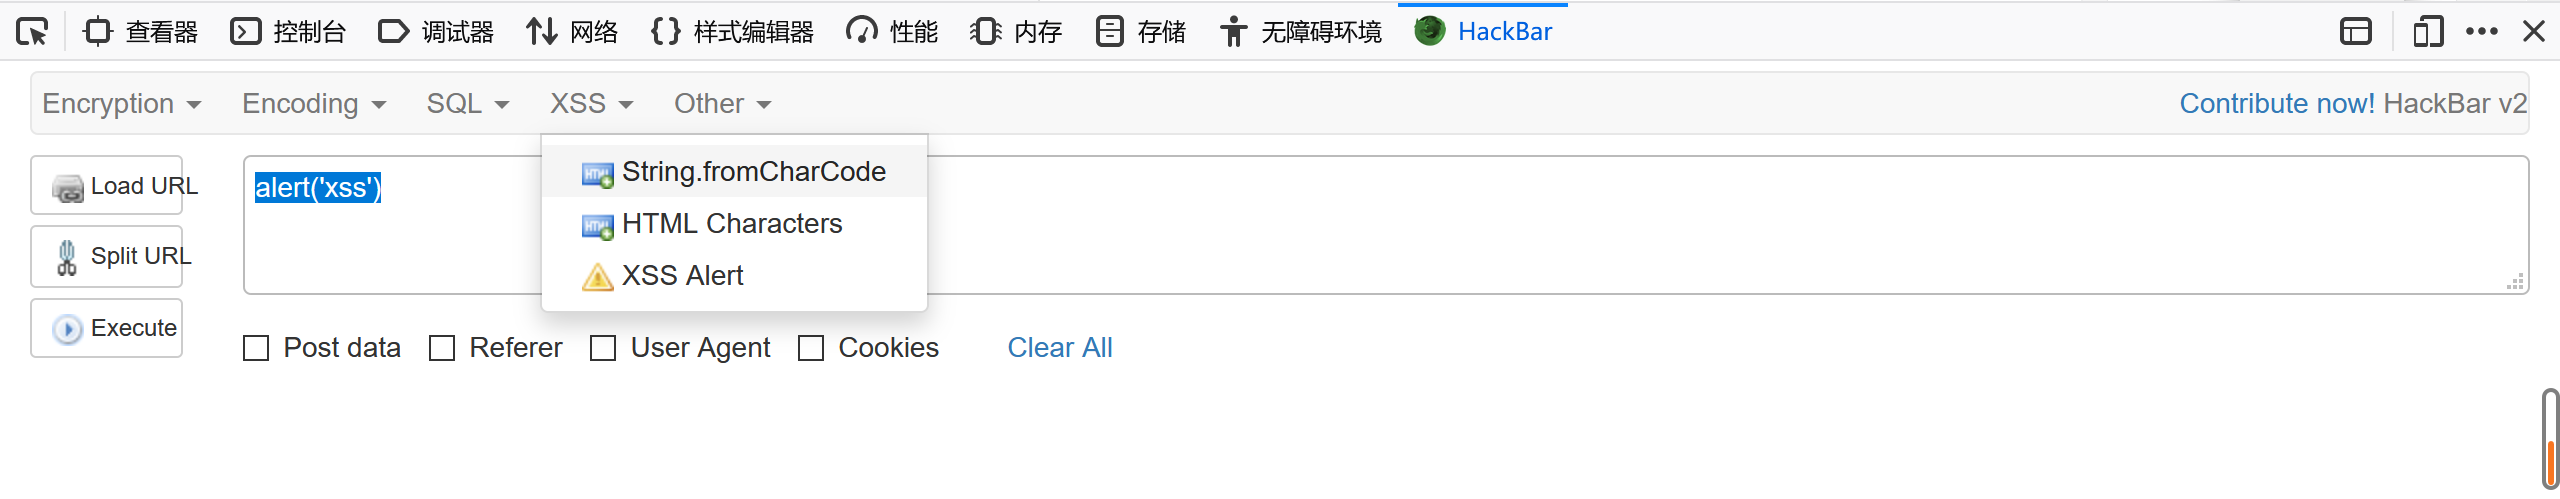 查看器 控制台 调试器 网络 样式编辑器 性能 内存 存储 无障碍环境 HackBar
Encryption Encoding SQL XSS Other Contribute now! HackBar v2
Load URL
alert('xss')
String.fromCharCode
HTML Characters
XSS Alert
Split URL
Execute
Post data Referer User Agent Cookies Clear All